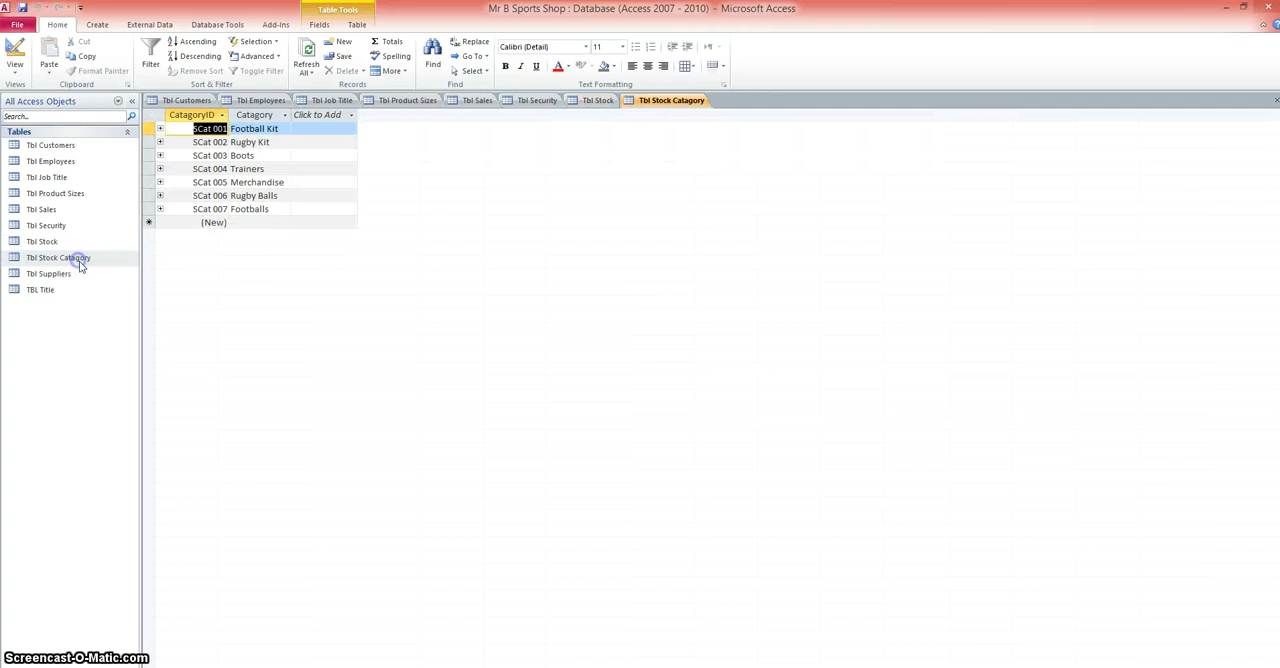 Mr B Sports Shop : Database (Access 2007 - 2010) - Microsoft Access
Table Tools
File Home Create External Data Database Tools Add-Ins Fields Table
View Paste Cut Copy Format Painter
Filter Ascending Descending Remove Sort Selection Advanced Toggle Filter
Refresh All New Save Delete Totals Spelling More
Find Replace Go To Select
Calibri (Detail) 11
B I U A
Views Clipboard Sort & Filter Records Find Text Formatting
All Access Objects
Search...
Tables
Tbl Customers
Tbl Employees
Tbl Job Title
Tbl Product Sizes
Tbl Sales
Tbl Security
Tbl Stock
Tbl Stock Catagory
Tbl Suppliers
TBL Title
Tbl Customers Tbl Employees Tbl Job Title Tbl Product Sizes Tbl Sales Tbl Security Tbl Stock Tbl Stock Catagory
CatagoryID Catagory Click to Add
SCat 001 Football Kit
SCat 002 Rugby Kit
SCat 003 Boots
SCat 004 Trainers
SCat 005 Merchandise
SCat 006 Rugby Balls
SCat 007 Footballs
(New)
Screencast-O-Matic.com